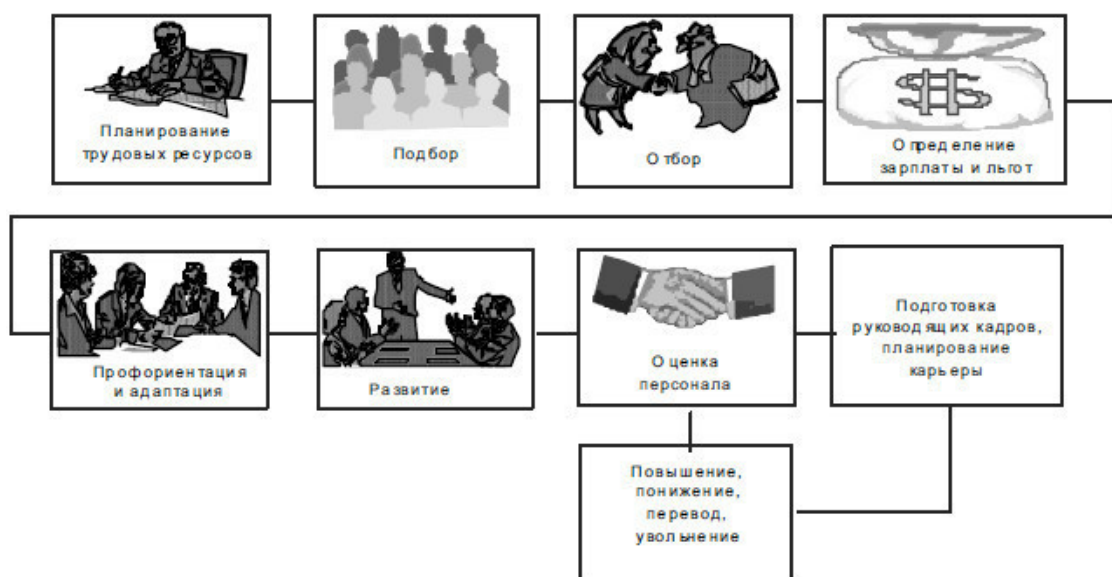 Планирование
трудовых ресурсов
Подбор
Отбор
Определение
зарплаты и льгот
Профориентация
и адаптация
Развитие
Оценка
персонала
Подготовка
руководящих кадров,
планирование
карьеры
Повышение,
понижение,
перевод,
увольнение